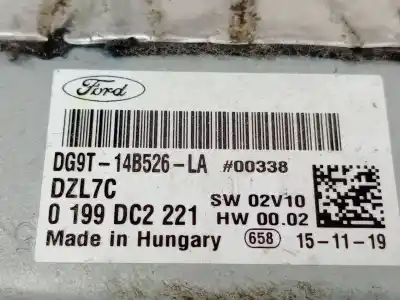 Ford
DG9T-14B526-LA #00338
DZL7C
SW 02V10
0 199 DC2 221 HW 00.02
Made in Hungary 658 15-11-19